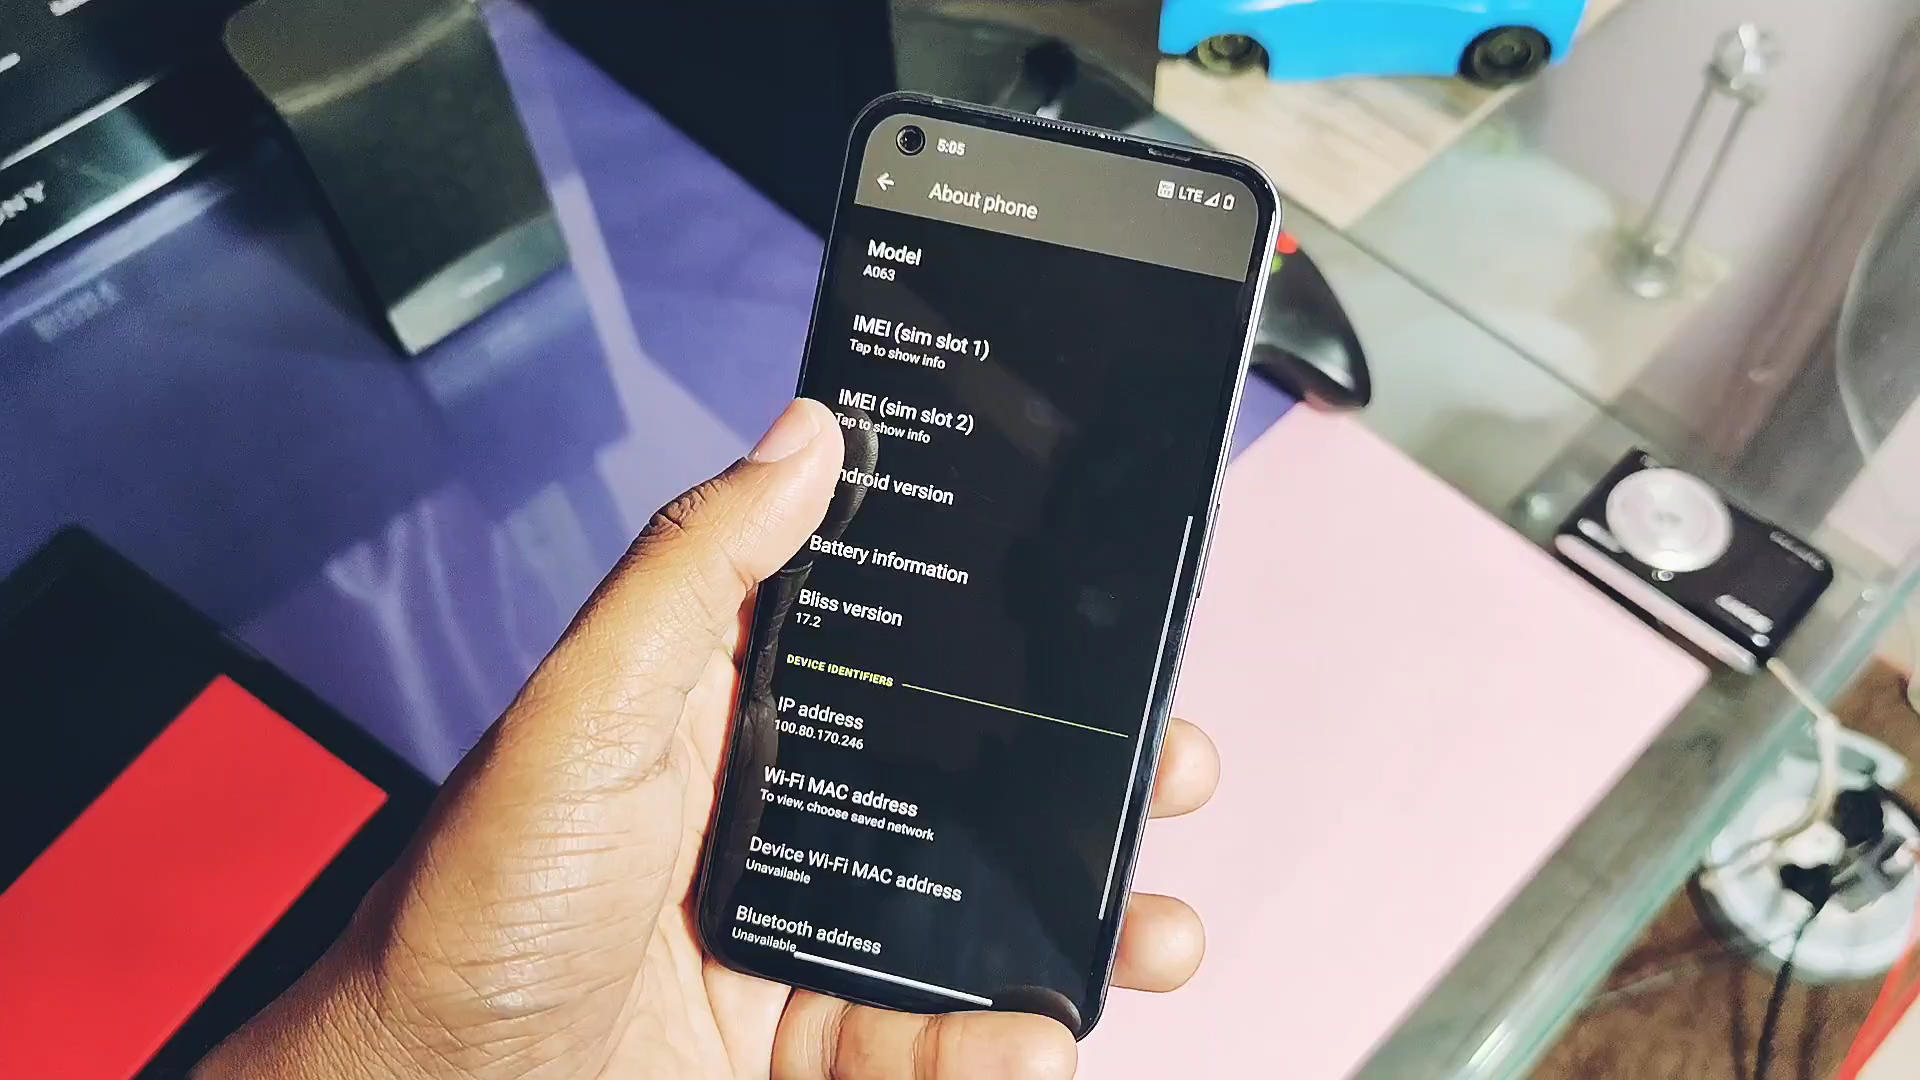 5:05
LTE
About phone
Model
A063
IMEI (sim slot 1)
Tap to show info
IMEI (sim slot 2)
Tap to show info
ndroid version
Battery information
Bliss version
17.2
DEVICE IDENTIFIERS
IP address
100.80.170.246
Wi-Fi MAC address
To view, choose saved network
Device Wi-Fi MAC address
Unavailable
Bluetooth address
Unavailable